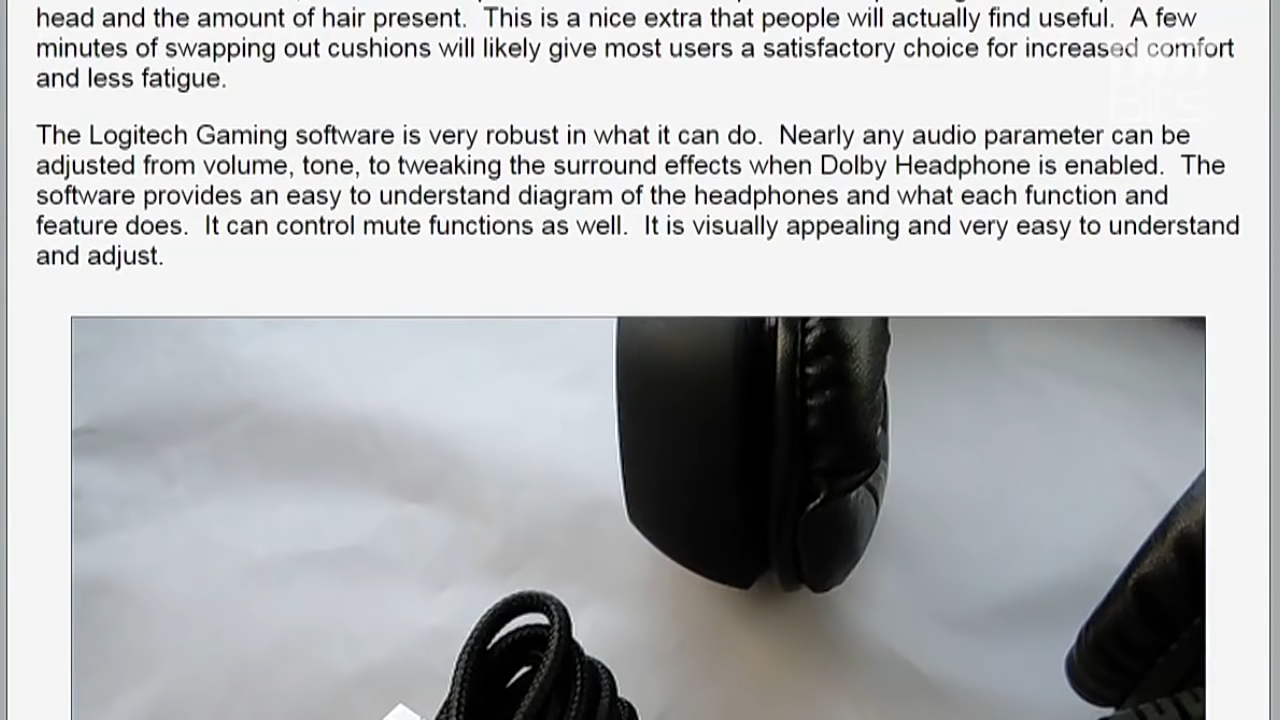 head and the amount of hair present.  This is a nice extra that people will actually find useful.  A few
minutes of swapping out cushions will likely give most users a satisfactory choice for increased comfort
and less fatigue.
The Logitech Gaming software is very robust in what it can do.  Nearly any audio parameter can be
adjusted from volume, tone, to tweaking the surround effects when Dolby Headphone is enabled.  The
software provides an easy to understand diagram of the headphones and what each function and
feature does.  It can control mute functions as well.  It is visually appealing and very easy to understand
and adjust.